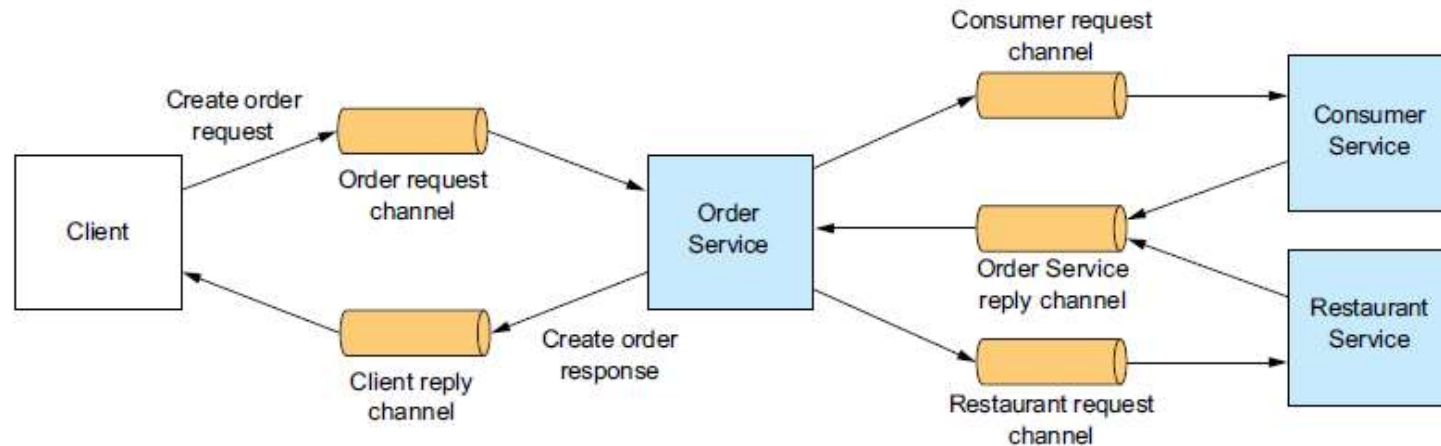 Create order
request
Order request
channel
Client
Client reply
channel
Create order
response
Order
Service
Consumer request
channel
Consumer
Service
Order Service
reply channel
Restaurant
Service
Restaurant request
channel